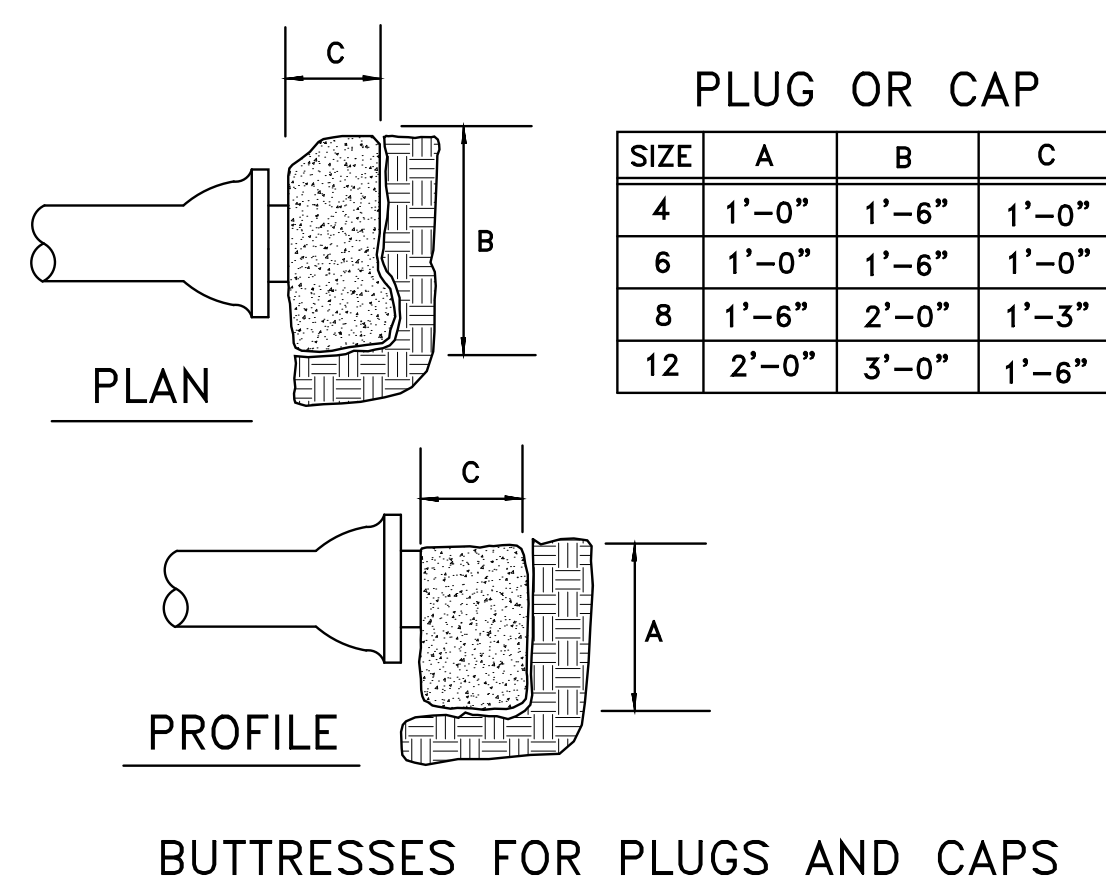 C
B
PLAN
PLUG OR CAP
SIZE A B C
4 1'-0" 1'-6" 1'-0"
6 1'-0" 1'-6" 1'-0"
8 1'-6" 2'-0" 1'-3"
12 2'-0" 3'-0" 1'-6"
C
A
PROFILE
BUTTRESSES FOR PLUGS AND CAPS